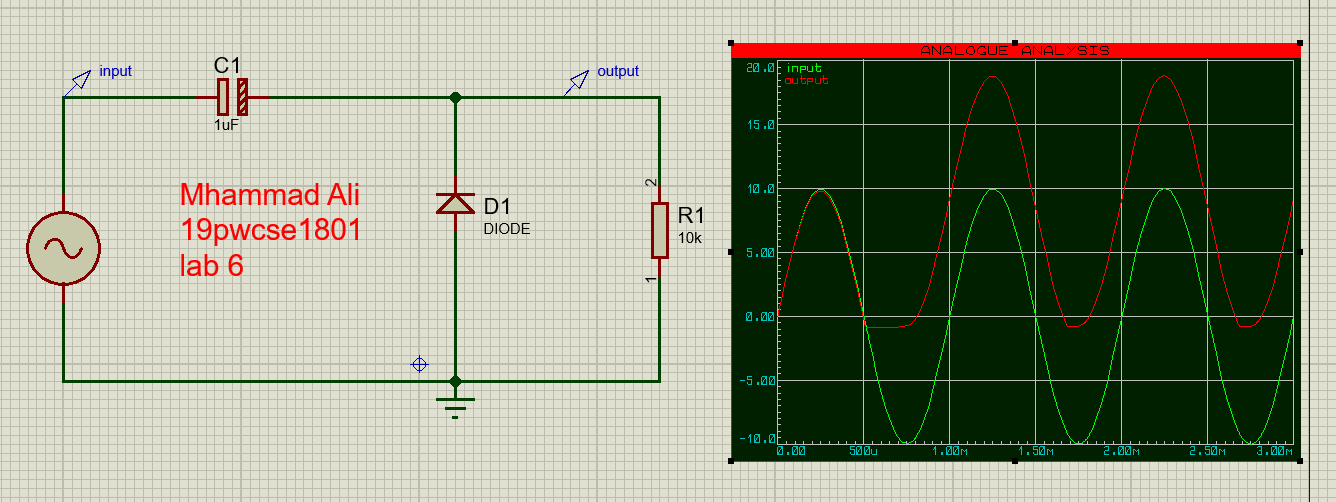 input
C1
1uF
output
Mhammad Ali
19pwcse1801
lab 6
D1
DIODE
2
R1
10k
1
ANALOGUE ANALYSIS
input
output
20.0
15.0
10.0
5.00
0.00
-5.00
-10.0
0.00 500u 1.00m 1.50m 2.00m 2.50m 3.00m